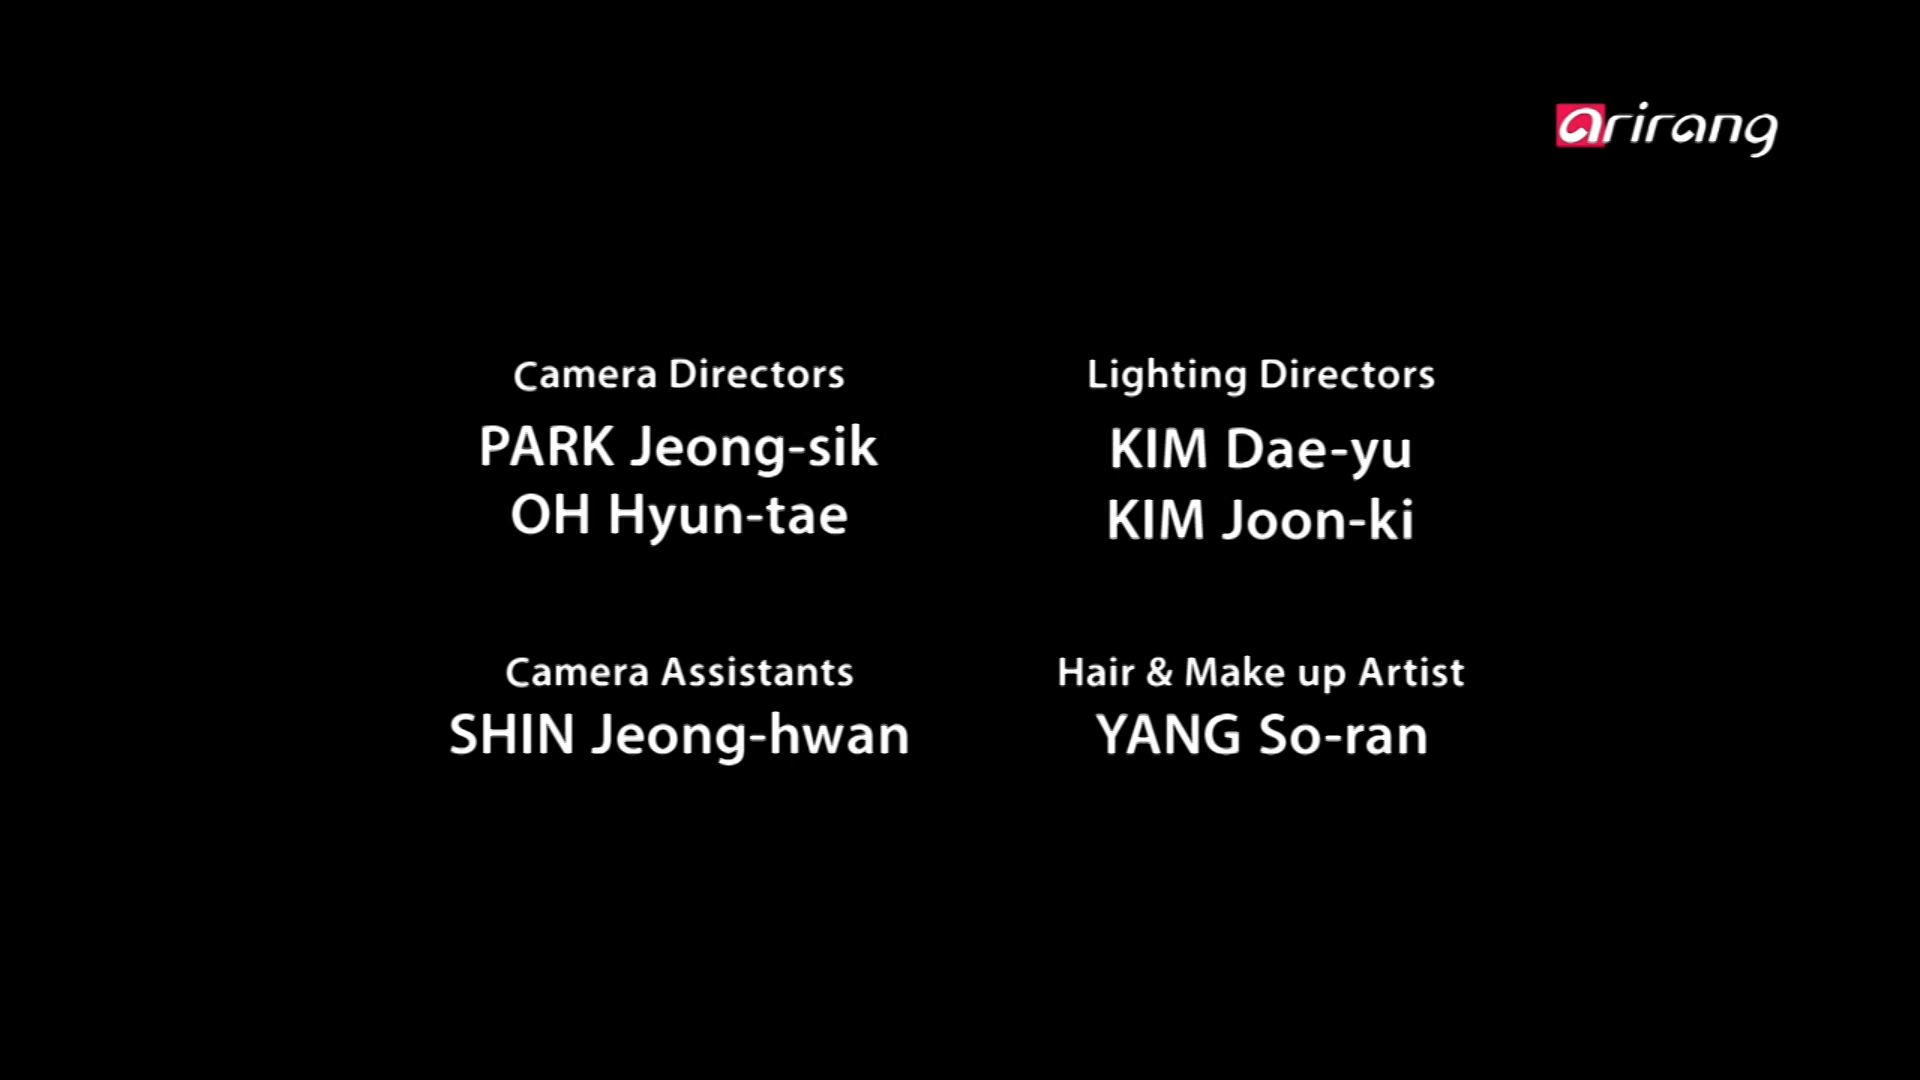 arirang
Camera Directors
PARK Jeong-sik
OH Hyun-tae
Lighting Directors
KIM Dae-yu
KIM Joon-ki
Camera Assistants
SHIN Jeong-hwan
Hair & Make up Artist
YANG So-ran